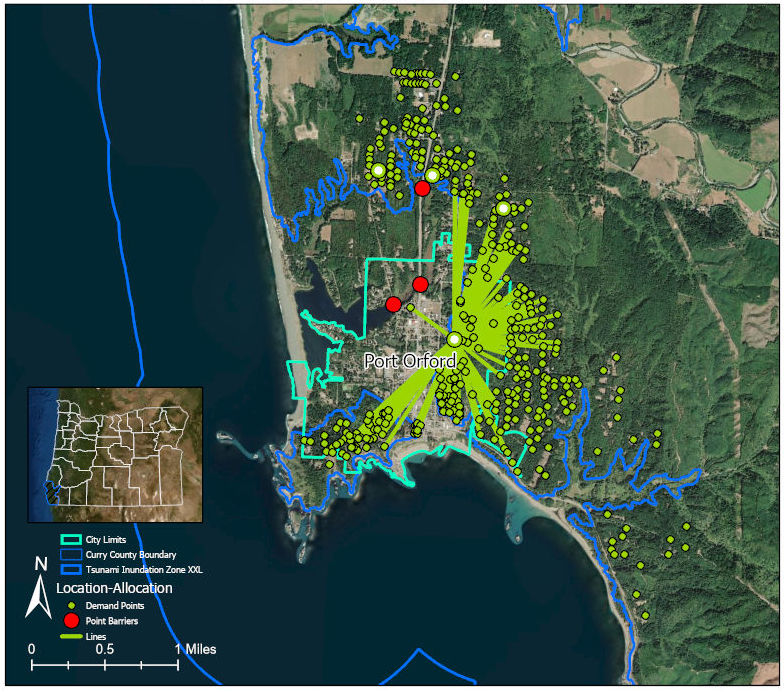 Port Orford
City Limits
Curry County Boundary
Tsunami Inundation Zone XXL
Location-Allocation
Demand Points
Point Barriers
Lines
N
0 0.5 1 Miles